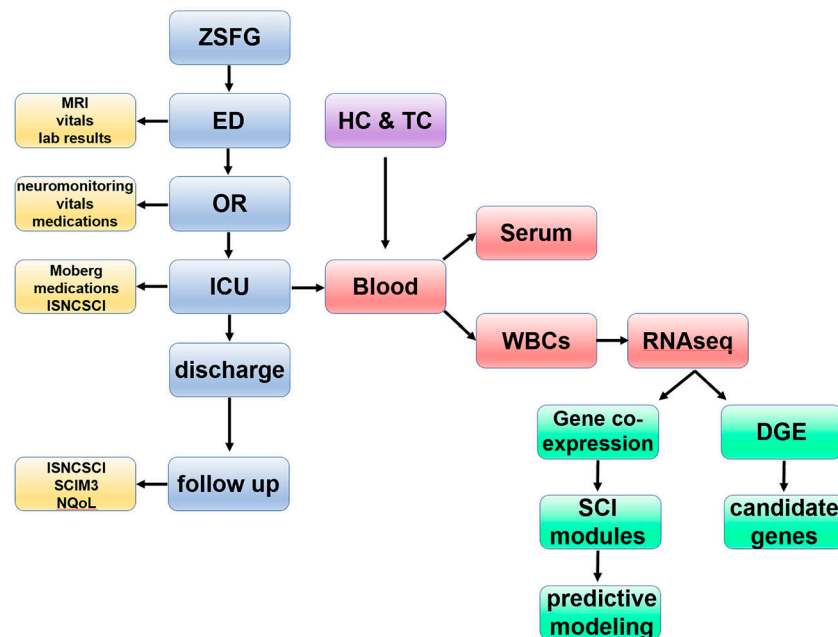 ZSFG
MRI
vitals
lab results
ED
HC & TC
neuromonitoring
vitals
medications
OR
Serum
Moberg
medications
ISNCSCI
ICU
Blood
WBCs
RNAseq
discharge
Gene co-
expression
DGE
ISNCSCI
SCIM3
NQoL
follow up
SCI
modules
candidate
genes
predictive
modeling